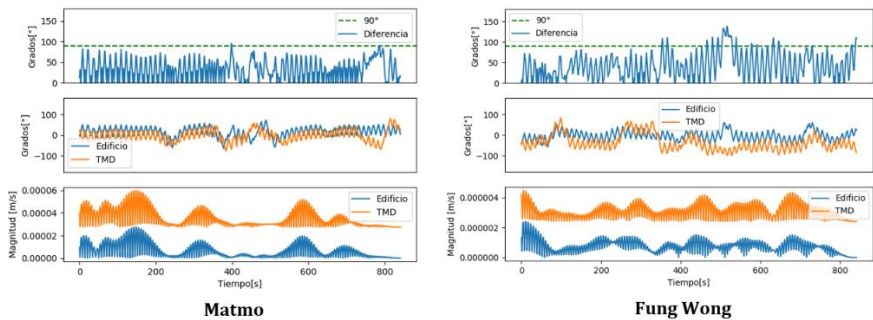 150
100
50
0
Grados[°]
90°
Diferencia
100
0
−100
Grados[°]
Edificio
TMD
0.00006
0.00004
0.00002
0.00000
Magnitud [m/s]
Edificio
TMD
0 200 400 600 800
Tiempo[s]
Matmo
150
100
50
0
Grados[°]
90°
Diferencia
100
0
−100
Grados[°]
Edificio
TMD
0.000004
0.000002
0.000000
Magnitud [m/s]
Edificio
TMD
0 200 400 600 800
Tiempo[s]
Fung Wong